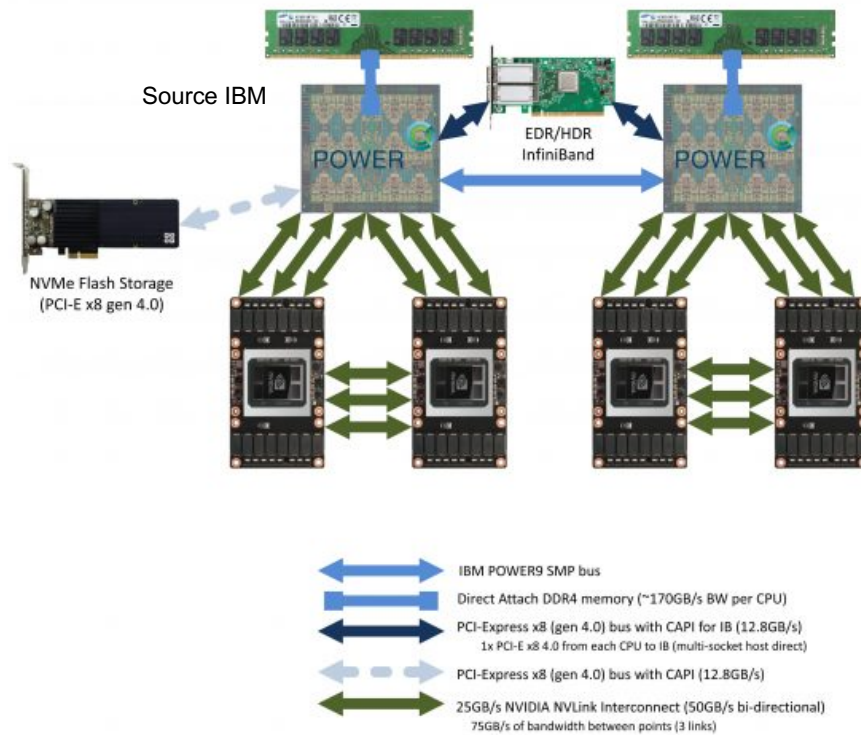 Source IBM
POWER
EDR/HDR
InfiniBand
POWER
NVMe Flash Storage
(PCI-E x8 gen 4.0)
IBM POWER9 SMP bus
Direct Attach DDR4 memory (~170GB/s BW per CPU)
PCI-Express x8 (gen 4.0) bus with CAPI for IB (12.8GB/s)
1x PCI-E x8 4.0 from each CPU to IB (multi-socket host direct)
PCI-Express x8 (gen 4.0) bus with CAPI (12.8GB/s)
25GB/s NVIDIA NVLink Interconnect (50GB/s bi-directional)
75GB/s of bandwidth between points (3 links)